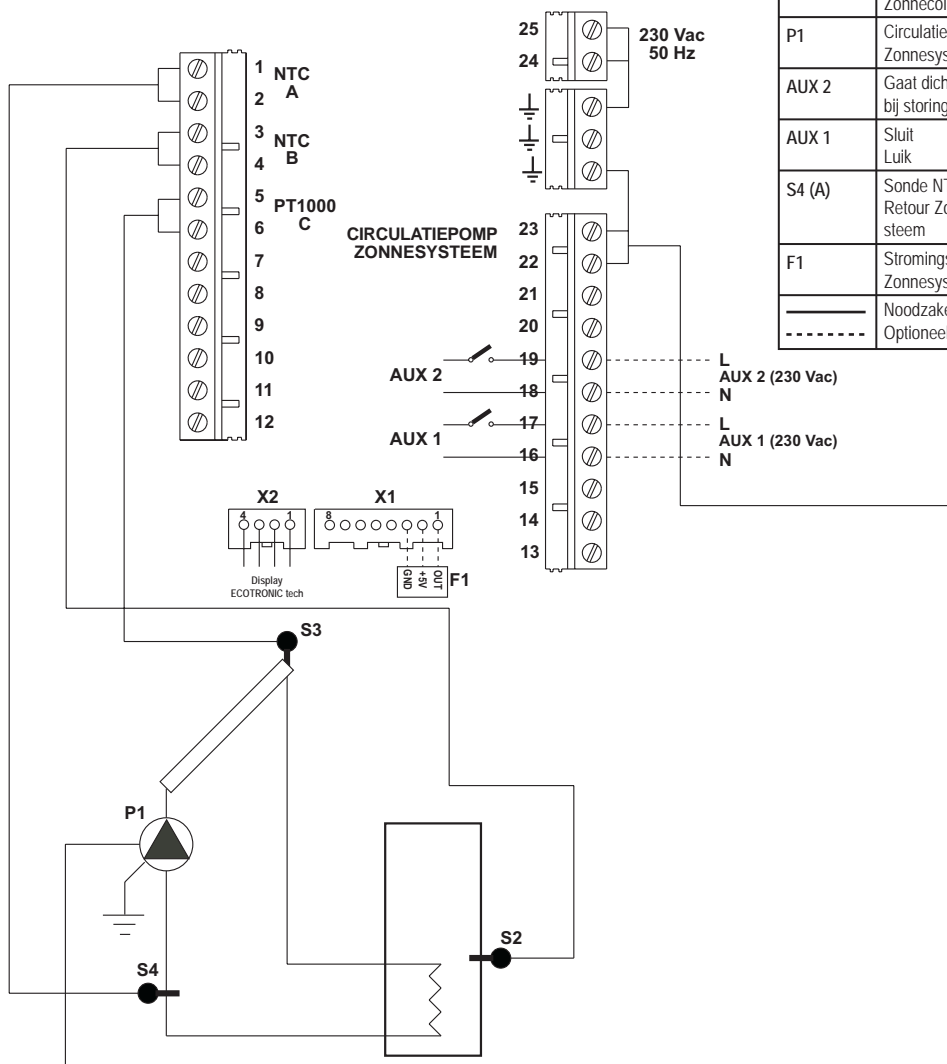 1
2
3
4
5
6
7
8
9
10
11
12
NTC
A
NTC
B
PT1000
C
25
24
230 Vac
50 Hz
CIRCULATIEPOMP
ZONNESYSTEEM
23
22
21
20
19
18
17
16
15
14
13
AUX 2
AUX 1
L
AUX 2 (230 Vac)
N
L
AUX 1 (230 Vac)
N
X2
4 1
Display
ECOTRONIC tech
X1
8 1
GND
+5V
OUT
F1
S3
P1
S2
S4
P1
Zonnesys
AUX 2 Gaat dich
bij storing
AUX 1 Sluit
Luik
S4 (A) Sonde NT
Retour Zo
steem
F1 Stromings
Zonnesys
Noodzake
Optioneel